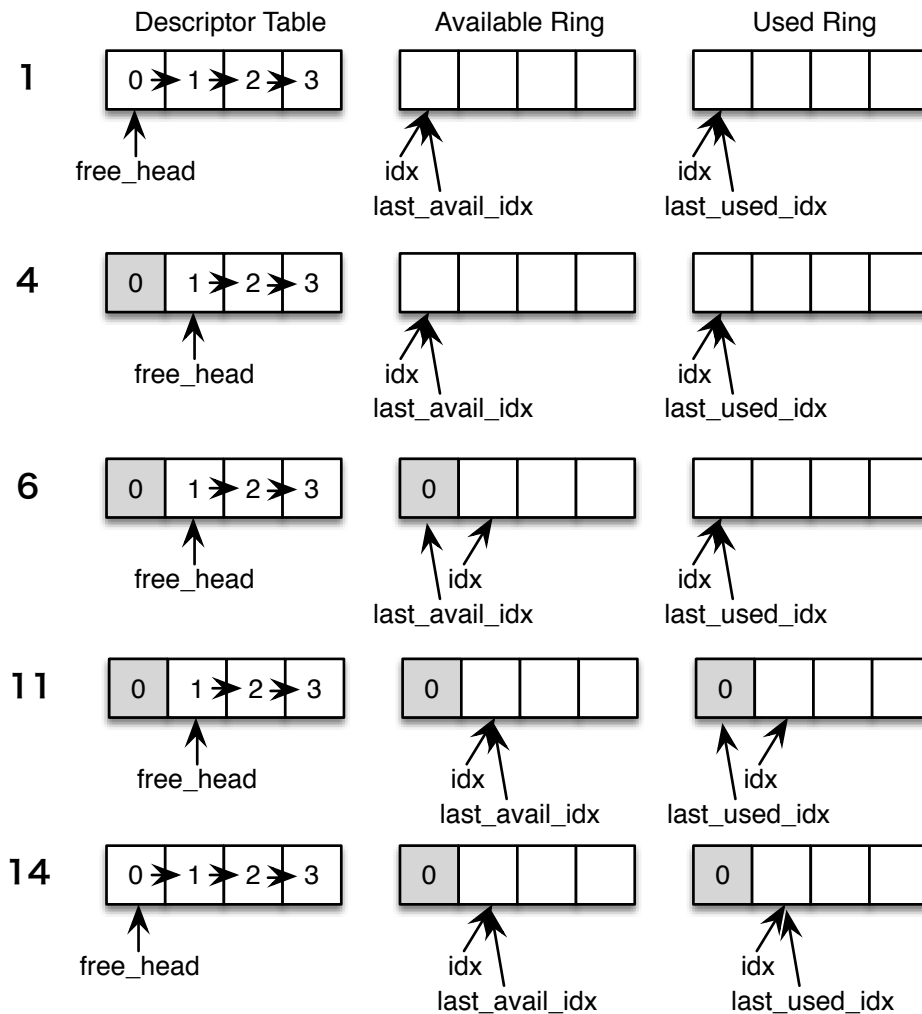 Descriptor Table Available Ring Used Ring
1 0 1 2 3
free_head idx idx
last_avail_idx last_used_idx
4 0 1 2 3
free_head idx idx
last_avail_idx last_used_idx
6 0 1 2 3 0
free_head idx idx
last_avail_idx last_used_idx
11 0 1 2 3 0 0
free_head idx idx
last_avail_idx last_used_idx
14 0 1 2 3 0 0
free_head idx idx
last_avail_idx last_used_idx